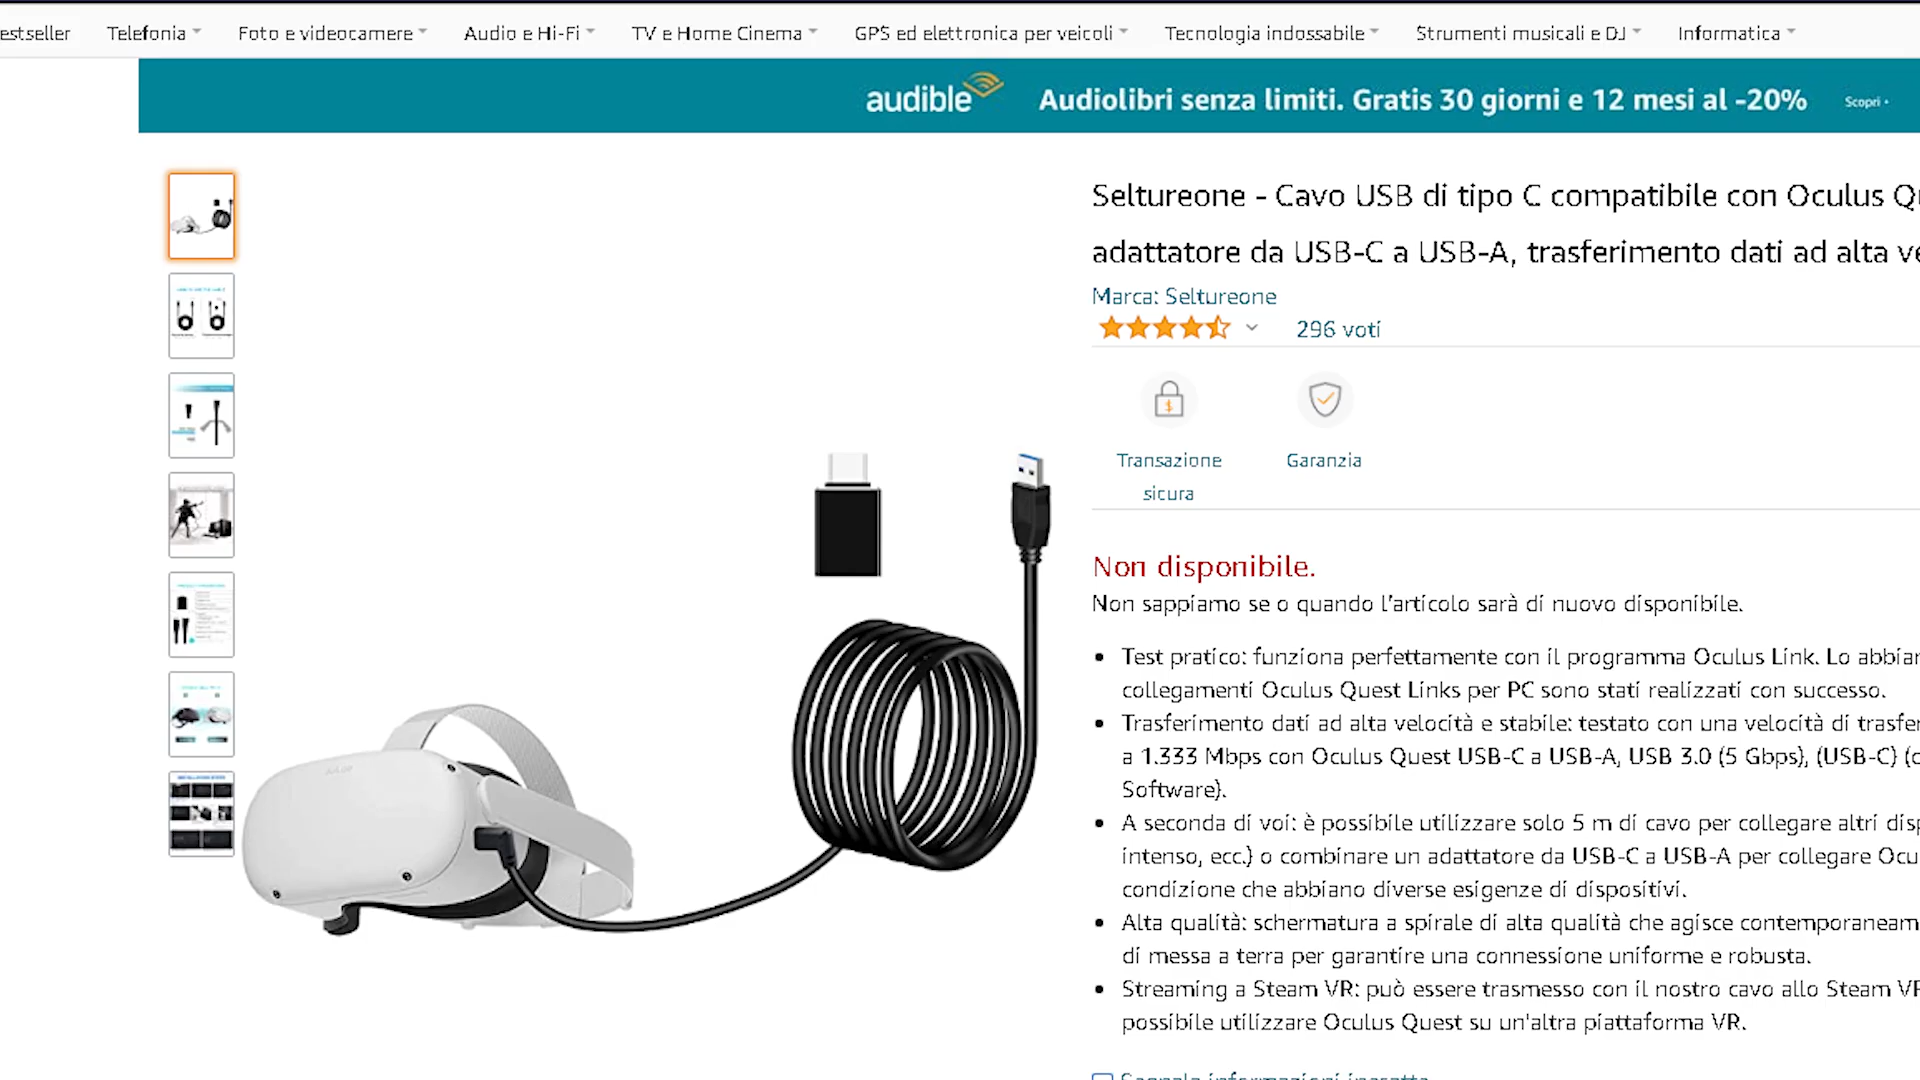 estseller Telefonia Foto e videocamere Audio e Hi-Fi TV e Home Cinema GPS ed elettronica per veicoli Tecnologia indossabile Strumenti musicali e DJ Informatica
audible Audiolibri senza limiti. Gratis 30 giorni e 12 mesi al -20% Scopri
Seltureone - Cavo USB di tipo C compatibile con Oculus Qu
adattatore da USB-C a USB-A, trasferimento dati ad alta ve
Marca: Seltureone
296 voti
Transazione
sicura
Garanzia
Non disponibile.
Non sappiamo se o quando l'articolo sarà di nuovo disponibile.
• Test pratico: funziona perfettamente con il programma Oculus Link. Lo abbian
collegamenti Oculus Quest Links per PC sono stati realizzati con successo.
• Trasferimento dati ad alta velocità e stabile: testato con una velocità di trasfer
a 1.333 Mbps con Oculus Quest USB-C a USB-A, USB 3.0 (5 Gbps), (USB-C) (c
Software).
• A seconda di voi: è possibile utilizzare solo 5 m di cavo per collegare altri disp
intenso, ecc.) o combinare un adattatore da USB-C a USB-A per collegare Ocu
condizione che abbiano diverse esigenze di dispositivi.
• Alta qualità: schermatura a spirale di alta qualità che agisce contemporaneam
di messa a terra per garantire una connessione uniforme e robusta.
• Streaming a Steam VR: può essere trasmesso con il nostro cavo allo Steam VR
possibile utilizzare Oculus Quest su un'altra piattaforma VR.